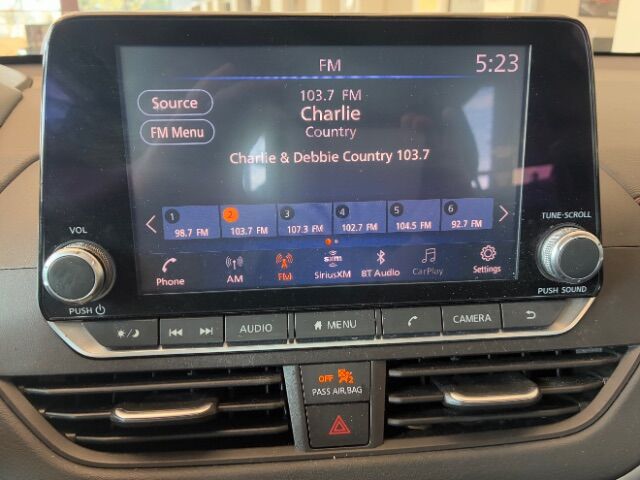 FM
5:23
Source
103.7 FM
Charlie
FM Menu
Country
Charlie & Debbie Country 103.7
1 2 3 4 5 6
98.7 FM 103.7 FM 107.3 FM 102.7 FM 104.5 FM 92.7 FM
Phone AM FM SiriusXM BT Audio CarPlay Settings
sxm
VOL
PUSH
TUNE·SCROLL
PUSH SOUND
AUDIO MENU CAMERA
OFF
PASS AIR BAG